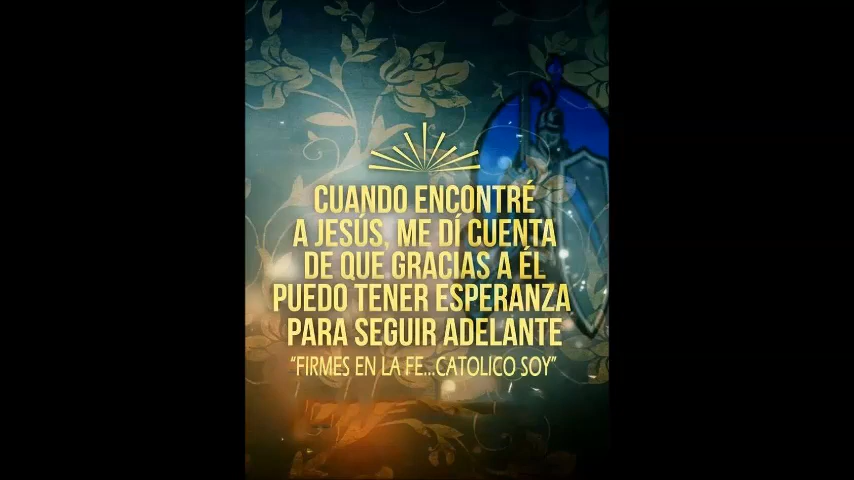 CUANDO ENCONTRÉ
A JESÚS, ME DÍ CUENTA
DE QUE GRACIAS A ÉL
PUEDO TENER ESPERANZA
PARA SEGUIR ADELANTE
“FIRMES EN LA FE...CATOLICO SOY”